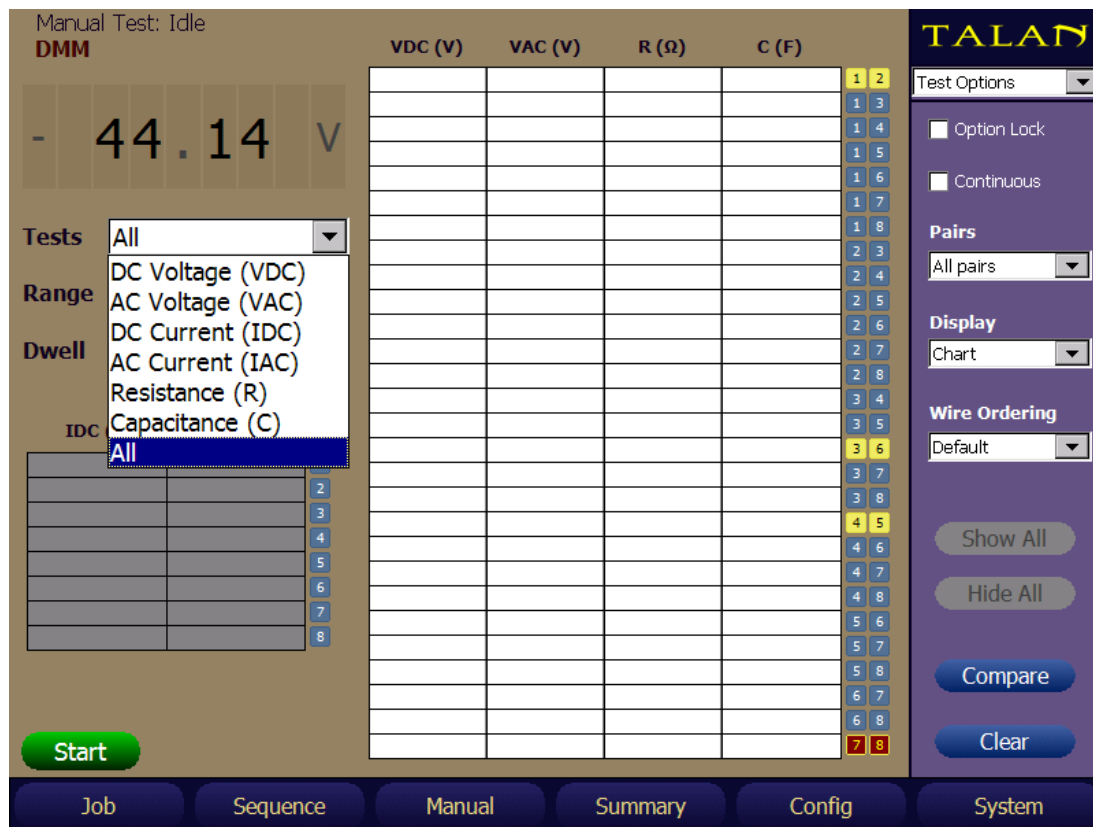 Manual Test: Idle
DMM
- 44.14 V
Tests All
DC Voltage (VDC)
AC Voltage (VAC)
DC Current (IDC)
AC Current (IAC)
Resistance (R)
Capacitance (C)
All
Range
Dwell
IDC (
2
3
4
5
6
7
8
Start
VDC (V) VAC (V) R (Ω) C (F)
1 2
1 3
1 4
1 5
1 6
1 7
1 8
2 3
2 4
2 5
2 6
2 7
2 8
3 4
3 5
3 6
3 7
3 8
4 5
4 6
4 7
4 8
5 6
5 7
5 8
6 7
6 8
7 8
TALAN
Test Options
Option Lock
Continuous
Pairs
All pairs
Display
Chart
Wire Ordering
Default
Show All
Hide All
Compare
Clear
Job Sequence Manual Summary Config System